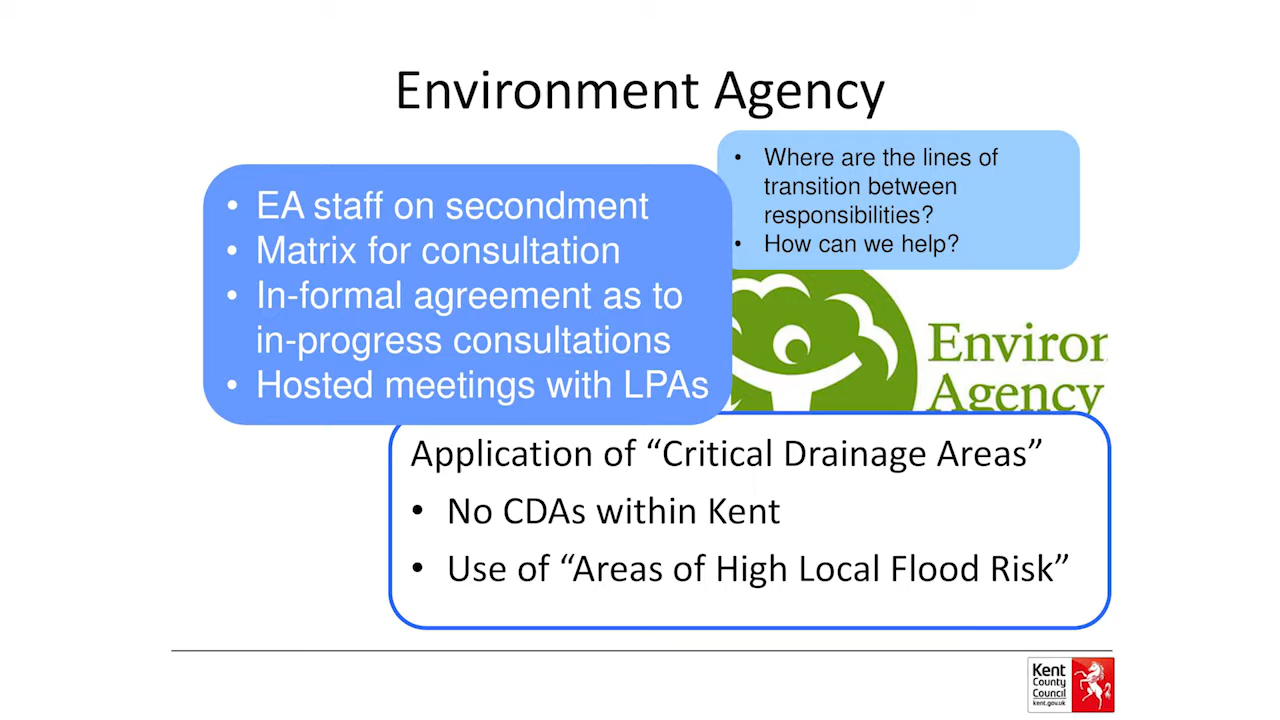 Environment Agency
• Where are the lines of
transition between
responsibilities?
• How can we help?
• EA staff on secondment
• Matrix for consultation
• In-formal agreement as to
in-progress consultations
• Hosted meetings with LPAs
Environ
Agency
Application of “Critical Drainage Areas”
• No CDAs within Kent
• Use of “Areas of High Local Flood Risk”
Kent
County
Council
kent.gov.uk